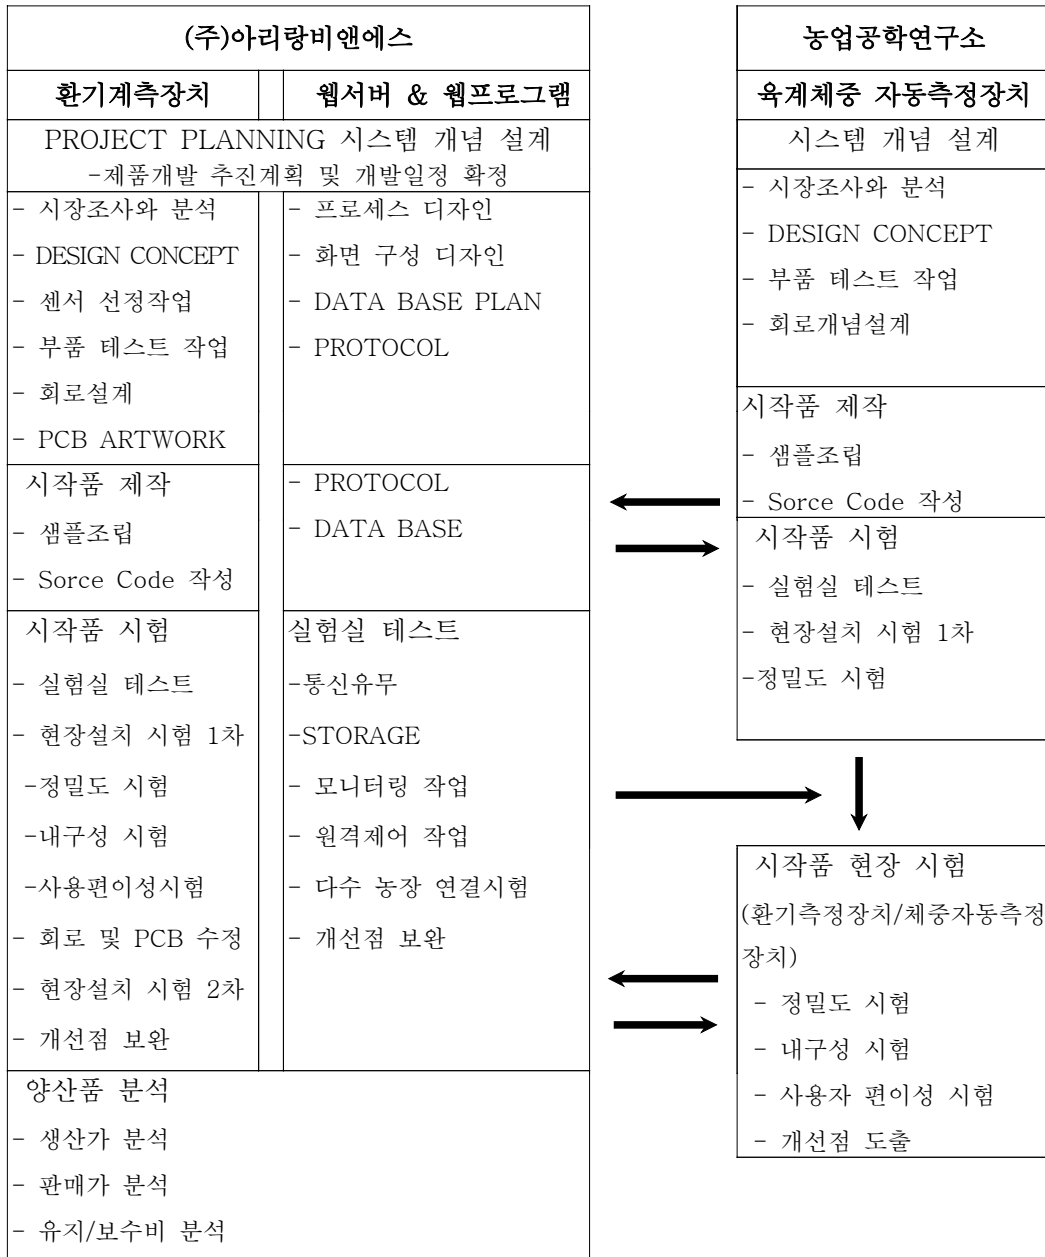 (주)아리랑비앤에스
환기계측장치
웹서버 & 웹프로그램
PROJECT PLANNING 시스템 개념 설계
-제품개발 추진계획 및 개발일정 확정
- 시장조사와 분석
- DESIGN CONCEPT
- 센서 선정작업
- 부품 테스트 작업
- 회로설계
- PCB ARTWORK
- 프로세스 디자인
- 화면 구성 디자인
- DATA BASE PLAN
- PROTOCOL
시작품 제작
- 샘플조립
- Sorce Code 작성
- PROTOCOL
- DATA BASE
시작품 시험
- 실험실 테스트
- 현장설치 시험 1차
-정밀도 시험
-내구성 시험
-사용편이성시험
- 회로 및 PCB 수정
- 현장설치 시험 2차
- 개선점 보완
실험실 테스트
-통신유무
-STORAGE
- 모니터링 작업
- 원격제어 작업
- 다수 농장 연결시험
- 개선점 보완
양산품 분석
- 생산가 분석
- 판매가 분석
- 유지/보수비 분석
농업공학연구소
육계체중 자동측정장치
시스템 개념 설계
- 시장조사와 분석
- DESIGN CONCEPT
- 부품 테스트 작업
- 회로개념설계
시작품 제작
- 샘플조립
- Sorce Code 작성
시작품 시험
- 실험실 테스트
- 현장설치 시험 1차
-정밀도 시험
시작품 현장 시험
(환기측정장치/체중자동측정
장치)
- 정밀도 시험
- 내구성 시험
- 사용자 편이성 시험
- 개선점 도출